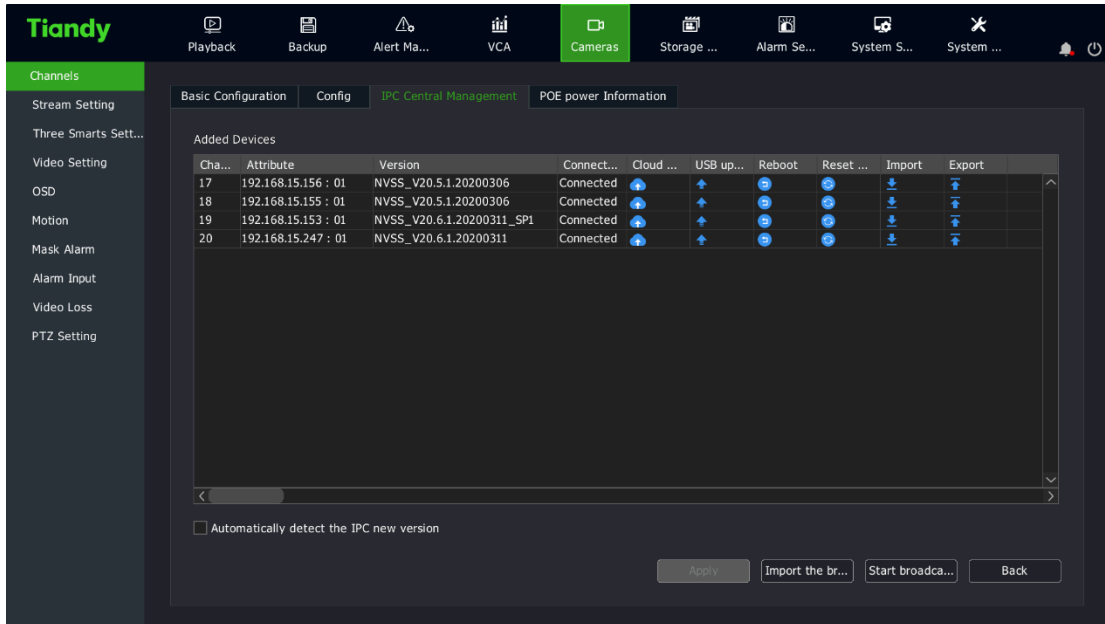 Tiandy
Playback Backup Alert Ma... VCA Cameras Storage ... Alarm Se... System S... System ...
Channels
Stream Setting
Three Smarts Sett...
Video Setting
OSD
Motion
Mask Alarm
Alarm Input
Video Loss
PTZ Setting
Basic Configuration Config IPC Central Management POE power Information
Added Devices
Cha... Attribute Version Connect... Cloud ... USB up... Reboot Reset ... Import Export
17 192.168.15.156 : 01 NVSS_V20.5.1.20200306 Connected
18 192.168.15.155 : 01 NVSS_V20.5.1.20200306 Connected
19 192.168.15.153 : 01 NVSS_V20.6.1.20200311_SP1 Connected
20 192.168.15.247 : 01 NVSS_V20.6.1.20200311 Connected
Automatically detect the IPC new version
Apply Import the br... Start broadca... Back